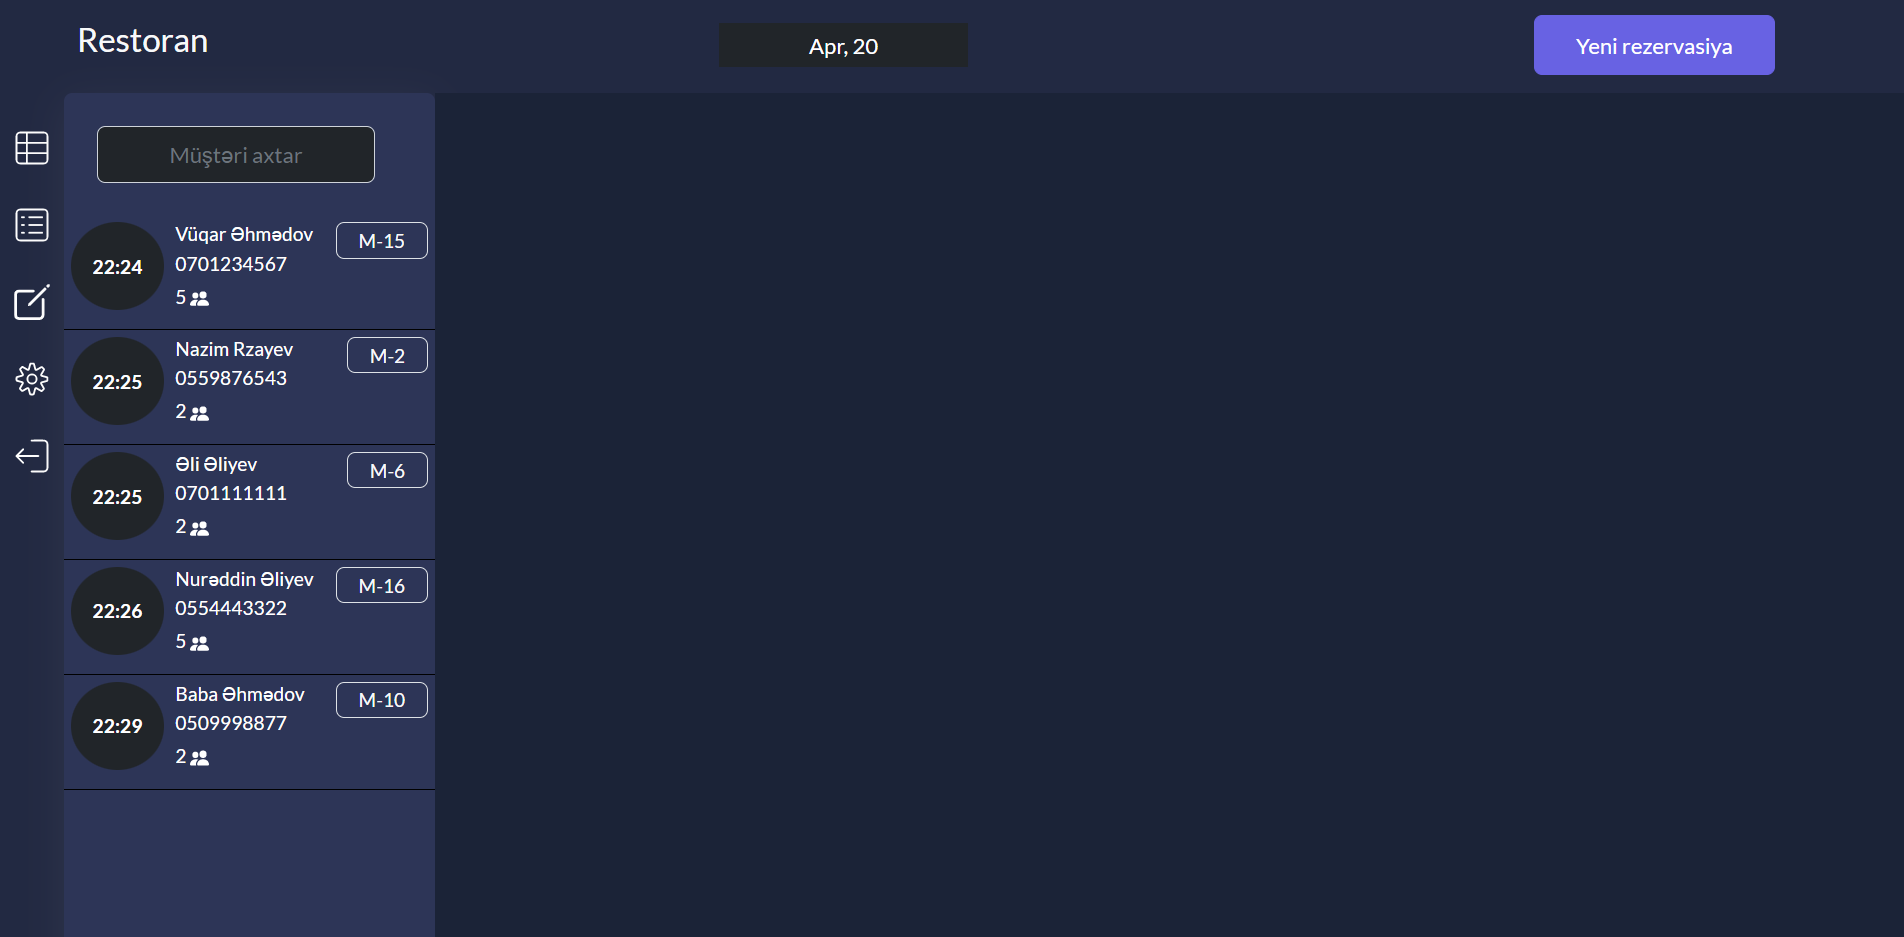 Restoran
Apr, 20
Yeni rezervasiya
Müştəri axtar
22:24
Vüqar Əhmədov
0701234567
5
M-15
22:25
Nazim Rzayev
0559876543
2
M-2
22:25
Əli Əliyev
0701111111
2
M-6
22:26
Nurəddin Əliyev
0554443322
5
M-16
22:29
Baba Əhmədov
0509998877
2
M-10